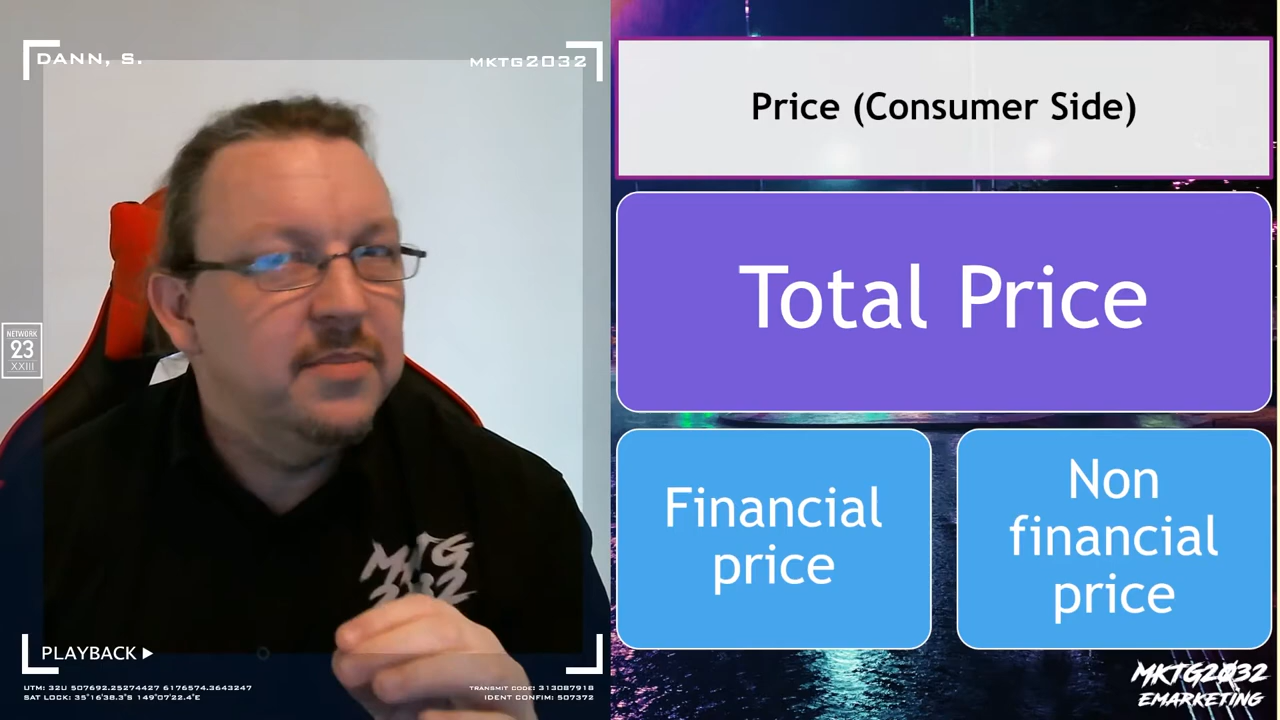 DANN, S.
MKTG2032
NETWORK
23
XXIII
MKTG
PLAYBACK
UTM: 32U 507692.25274427 6176574.3643247
SAT LOCK: 35°16'38.3"S 149°07'22.4"E
TRANSMIT CODE: 313087918
IDENT CONFIM: 507372
Price (Consumer Side)
Total Price
Financial
price
Non
financial
price
MKTG2032
EMARKETING